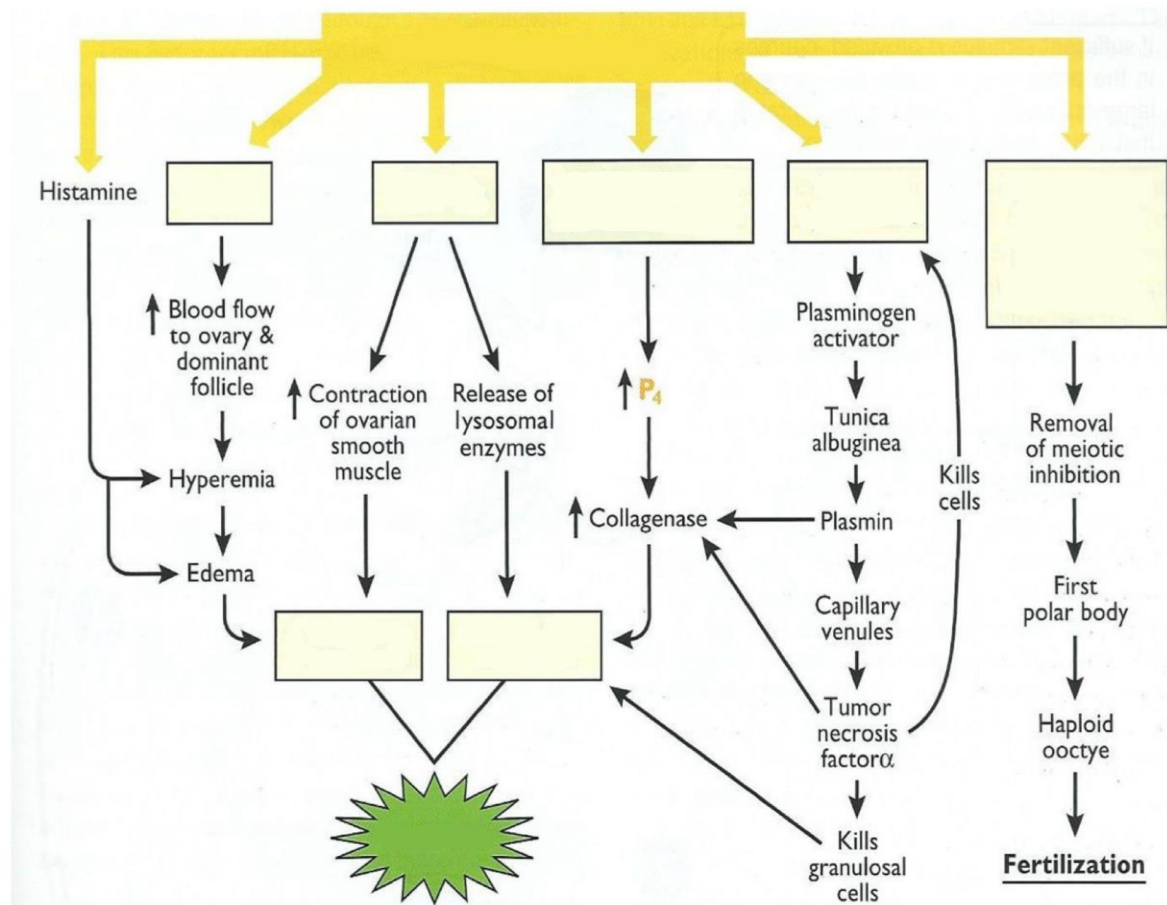 Histamine
Blood flow
to ovary &
dominant
follicle
Hyperemia
Edema
Contraction
of ovarian
smooth
muscle
Release of
lysosomal
enzymes
P4
Collagenase
Plasminogen
activator
Tunica
albuginea
Plasmin
Capillary
venules
Tumor
necrosis
factorα
Kills
granulosal
cells
Kills
cells
Removal
of meiotic
inhibition
First
polar body
Haploid
ooctye
Fertilization